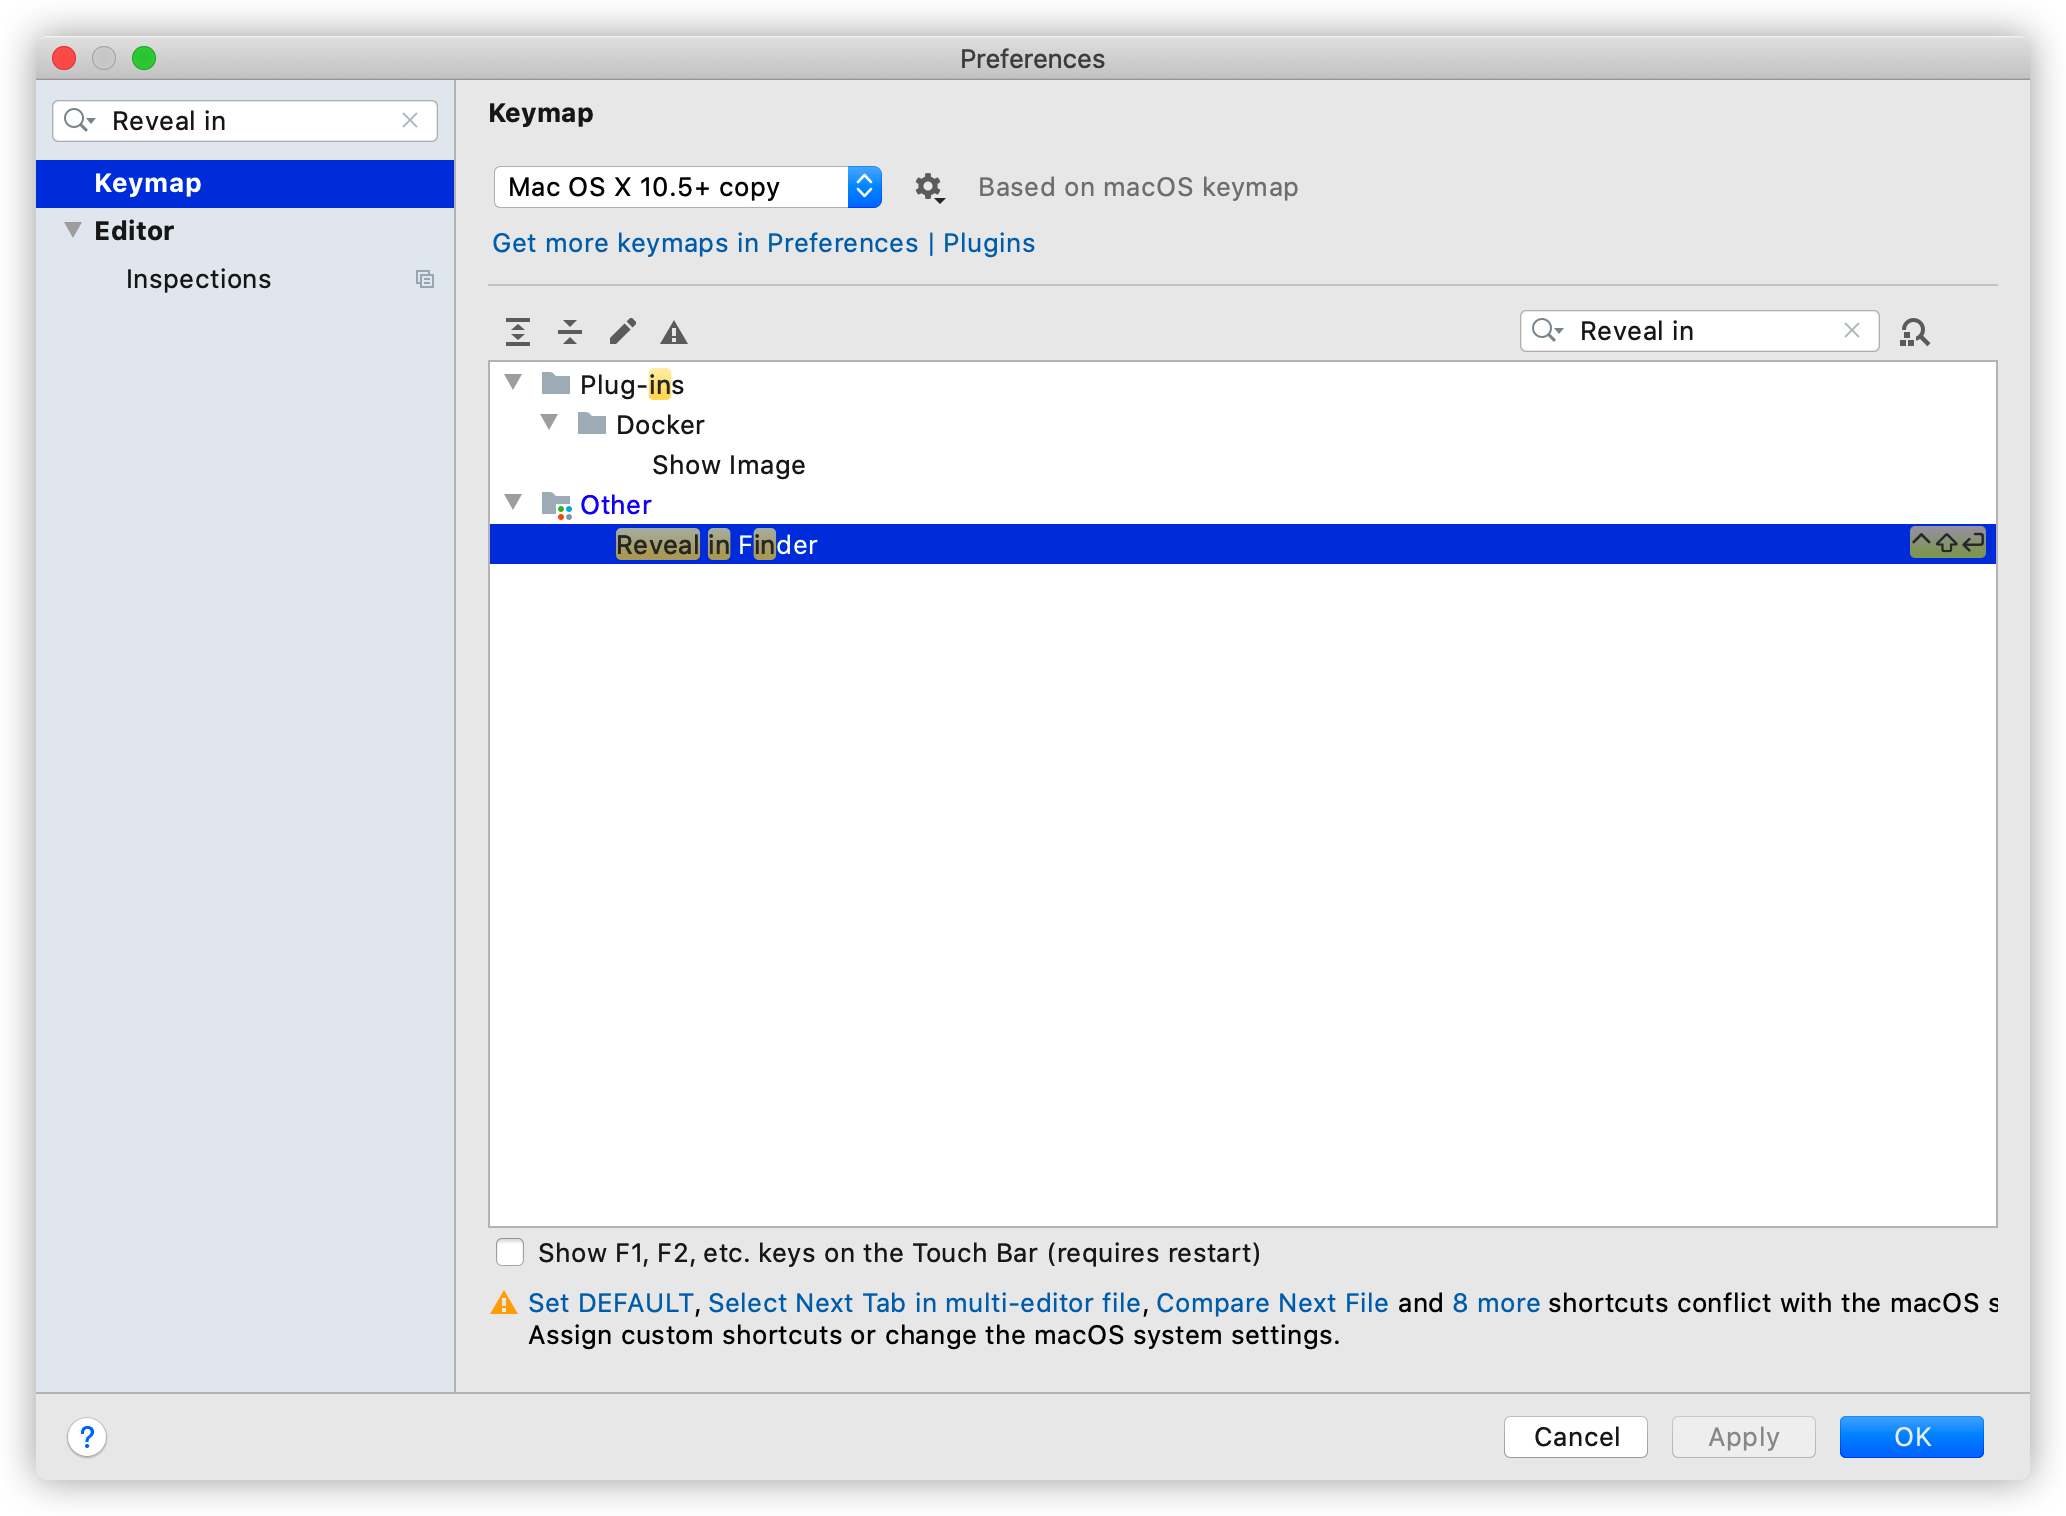 Preferences
Reveal in
Keymap
Editor
Inspections
Keymap
Mac OS X 10.5+ copy
Based on macOS keymap
Get more keymaps in Preferences | Plugins
Reveal in
Plug-ins
Docker
Show Image
Other
Reveal in Finder ^⇧↩
Show F1, F2, etc. keys on the Touch Bar (requires restart)
Set DEFAULT, Select Next Tab in multi-editor file, Compare Next File and 8 more shortcuts conflict with the macOS s
Assign custom shortcuts or change the macOS system settings.
?
Cancel
Apply
OK